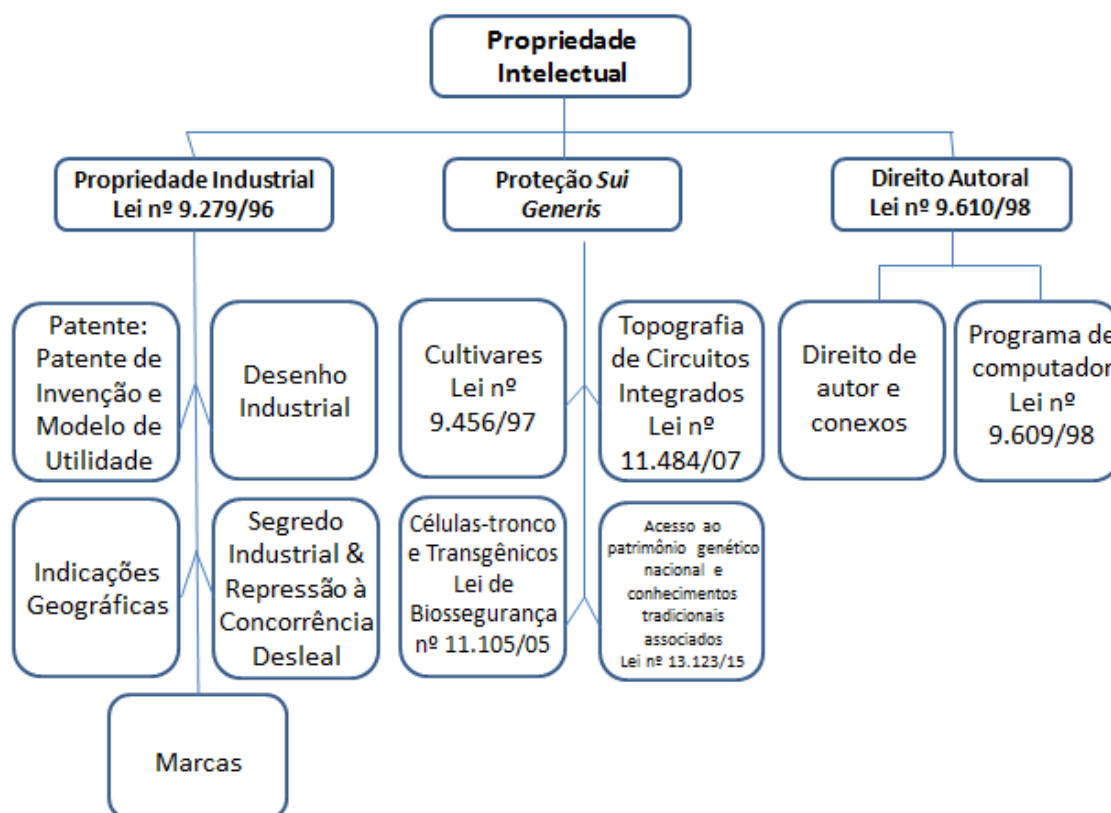 Propriedade
Intelectual
Propriedade Industrial
Lei nº 9.279/96
Proteção Sui
Generis
Direito Autoral
Lei nº 9.610/98
Patente:
Patente de
Invenção e
Modelo de
Utilidade
Desenho
Industrial
Cultivares
Lei nº
9.456/97
Topografia
de Circuitos
Integrados
Lei nº
11.484/07
Direito de
autor e
conexos
Programa de
computador
Lei nº
9.609/98
Indicações
Geográficas
Segredo
Industrial &
Repressão à
Concorrência
Desleal
Células-tronco
e Transgênicos
Lei de
Biossegurança
nº 11.105/05
Acesso ao
patrimônio genético
nacional e
conhecimentos
tradicionais
associados
Lei nº 13.123/15
Marcas